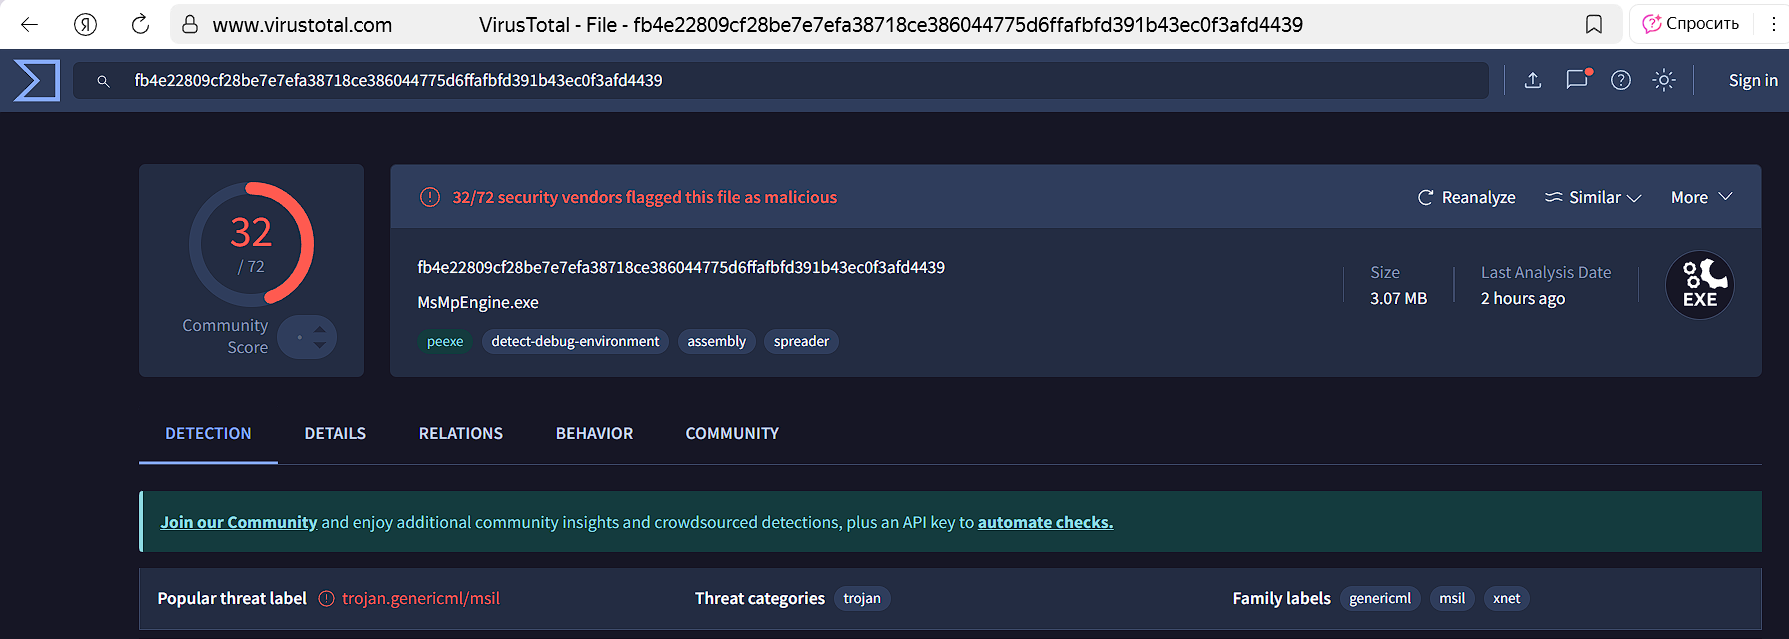 Я www.virustotal.com VirusTotal - File - fb4e22809cf28be7e7efa38718ce386044775d6ffafbfd391b43ec0f3afd4439 Спросить
fb4e22809cf28be7e7efa38718ce386044775d6ffafbfd391b43ec0f3afd4439 Sign in
32
/ 72
Community
Score
32/72 security vendors flagged this file as malicious
Reanalyze Similar More
fb4e22809cf28be7e7efa38718ce386044775d6ffafbfd391b43ec0f3afd4439
MsMpEngine.exe
peexe detect-debug-environment assembly spreader
Size
3.07 MB
Last Analysis Date
2 hours ago
EXE
DETECTION DETAILS RELATIONS BEHAVIOR COMMUNITY
Join our Community and enjoy additional community insights and crowdsourced detections, plus an API key to automate checks.
Popular threat label trojan.genericml/msil Threat categories trojan Family labels genericml msil xnet